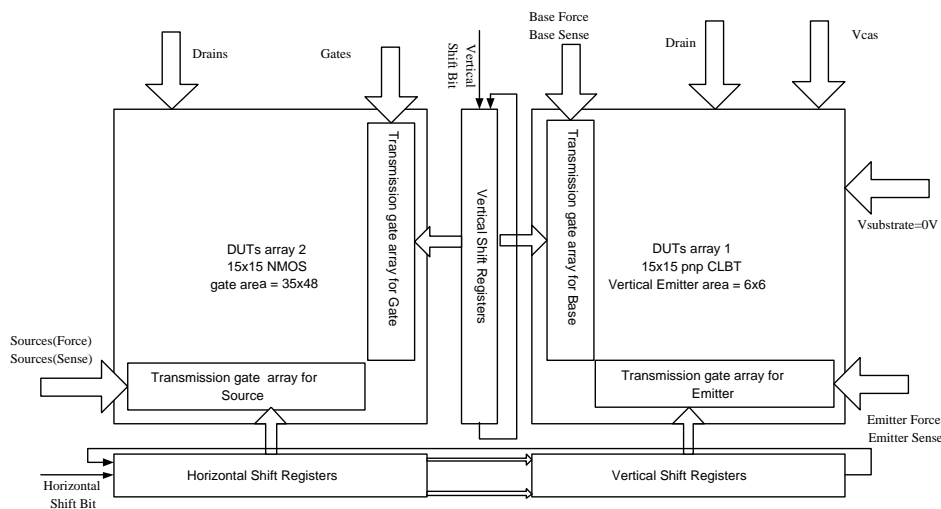 Base Force
Base Sense
Drains
Gates
Vertical
Shift Bit
Drain
Vcas
Transmission gate array for Gate
Vertical Shift Registers
Transmission gate array for Base
Vsubstrate=0V
DUTs array 2
15x15 NMOS
gate area = 35x48
DUTs array 1
15x15 pnp CLBT
Vertical Emitter area = 6x6
Sources(Force)
Sources(Sense)
Transmission gate array for
Source
Transmission gate array for
Emitter
Emitter Force
Emitter Sense
Horizontal
Shift Bit
Horizontal Shift Registers
Vertical Shift Registers